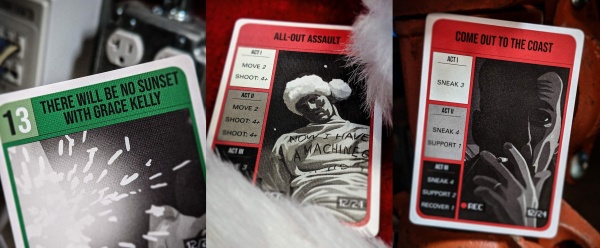 13
THERE WILL BE NO SUNSET
WITH GRACE KELLY
ALL-OUT ASSAULT
ACT I
MOVE 2
SHOOT: 4+
ACT II
MOVE 2
SHOOT: 4+
SHOOT: 4+
ACT III
NOW I HAVE
A MACHINE
12/24
COME OUT TO THE COAST
ACT I
SNEAK 3
ACT II
SNEAK 4
SUPPORT 1
ACT III
SNEAK 4
SUPPORT 2
RECOVER 1
REC
12/24